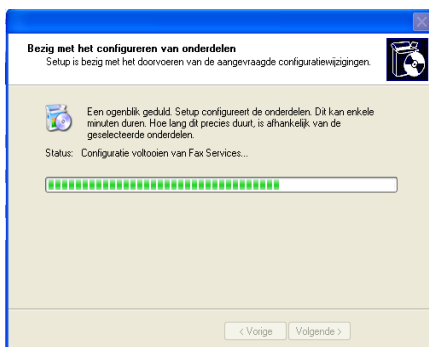 Bezig met het configureren van onderdelen
Setup is bezig met het doorvoeren van de aangevraagde configuratiewijzigingen.
Een ogenblik geduld. Setup configureert de onderdelen. Dit kan enkele
minuten duren. Hoe lang dit precies duurt, is afhankelijk van de
geselecteerde onderdelen.
Status: Configuratie voltooien van Fax Services...
< Vorige Volgende >